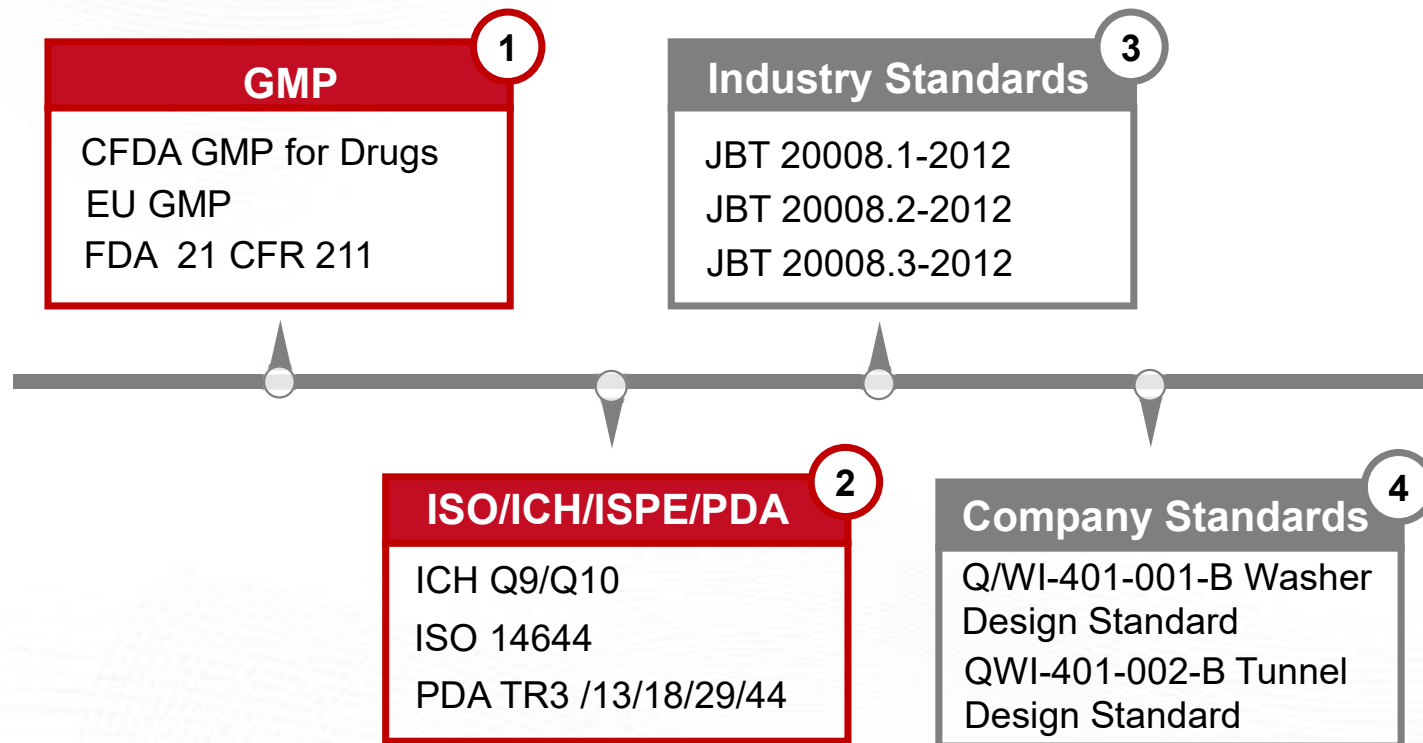 1
GMP
CFDA GMP for Drugs
EU GMP
FDA 21 CFR 211
2
ISO/ICH/ISPE/PDA
ICH Q9/Q10
ISO 14644
PDA TR3 /13/18/29/44
3
Industry Standards
JBT 20008.1-2012
JBT 20008.2-2012
JBT 20008.3-2012
4
Company Standards
Q/WI-401-001-B Washer
Design Standard
QWI-401-002-B Tunnel
Design Standard